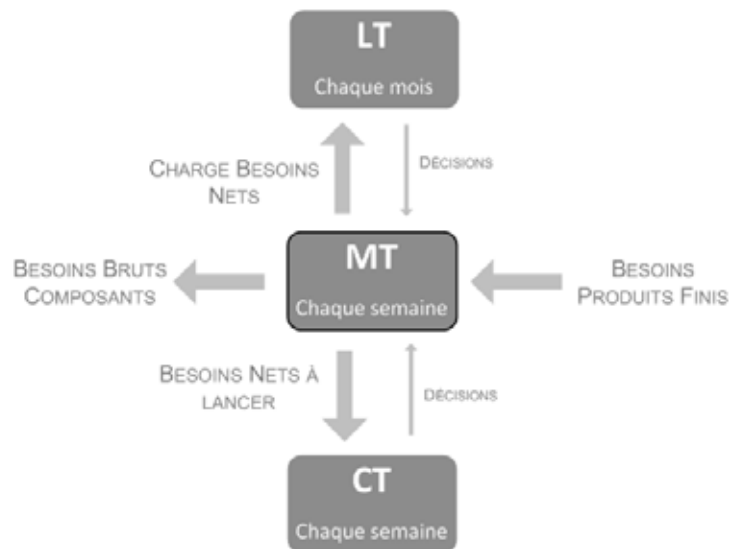 LT
Chaque mois
CHARGE BESOINS
NETS
DÉCISIONS
MT
Chaque semaine
BESOINS BRUTS
COMPOSANTS
BESOINS
PRODUITS FINIS
BESOINS NETS À
LANCER
DÉCISIONS
CT
Chaque semaine